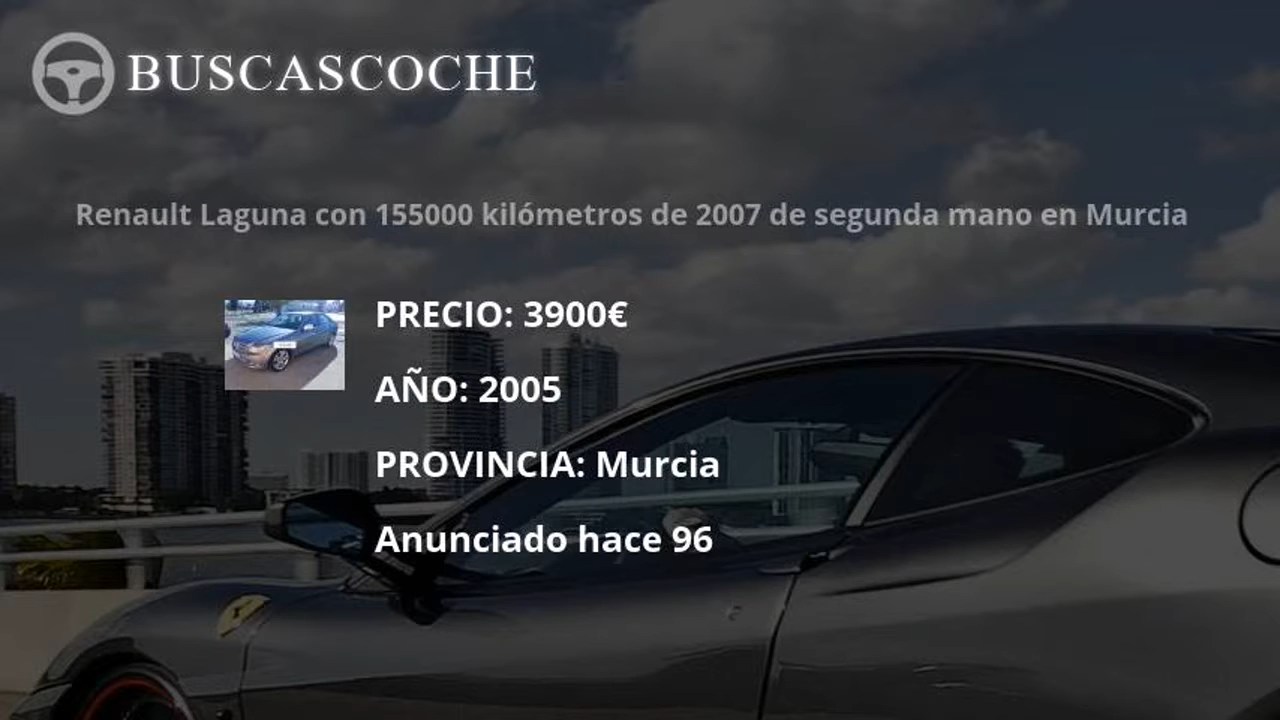 BUSCASCOCHE
Renault Laguna con 155000 kilómetros de 2007 de segunda mano en Murcia
PRECIO: 3900€
AÑO: 2005
PROVINCIA: Murcia
Anunciado hace 96